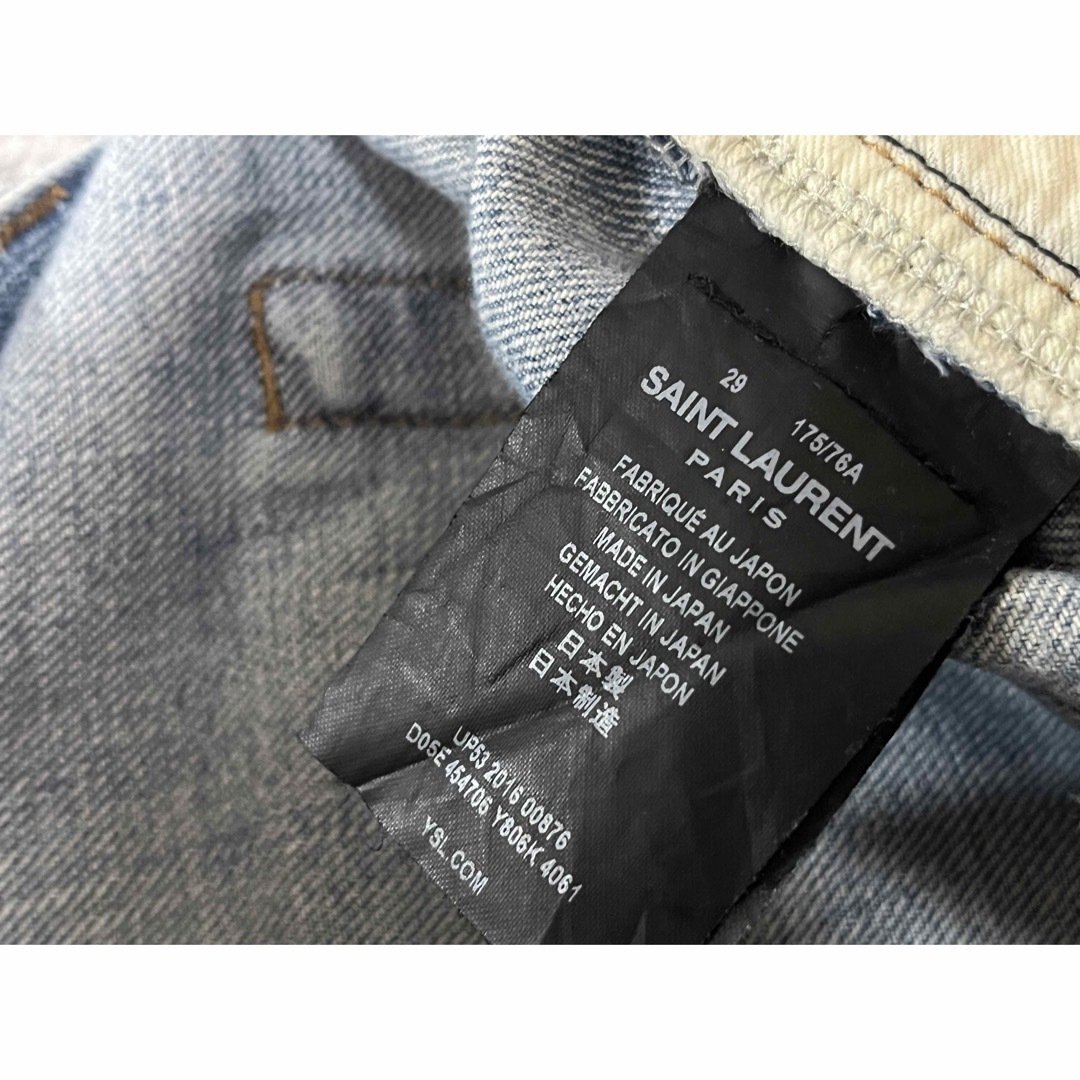 29 175/76A
SAINT LAURENT
PARIS
FABRIQUÉ AU JAPON
FABBRICATO IN GIAPPONE
MADE IN JAPAN
GEMACHT IN JAPAN
HECHO EN JAPON
日本製
日本制造
UP53 2016 00876
D05E 454706 Y806K 4061
YSL.COM